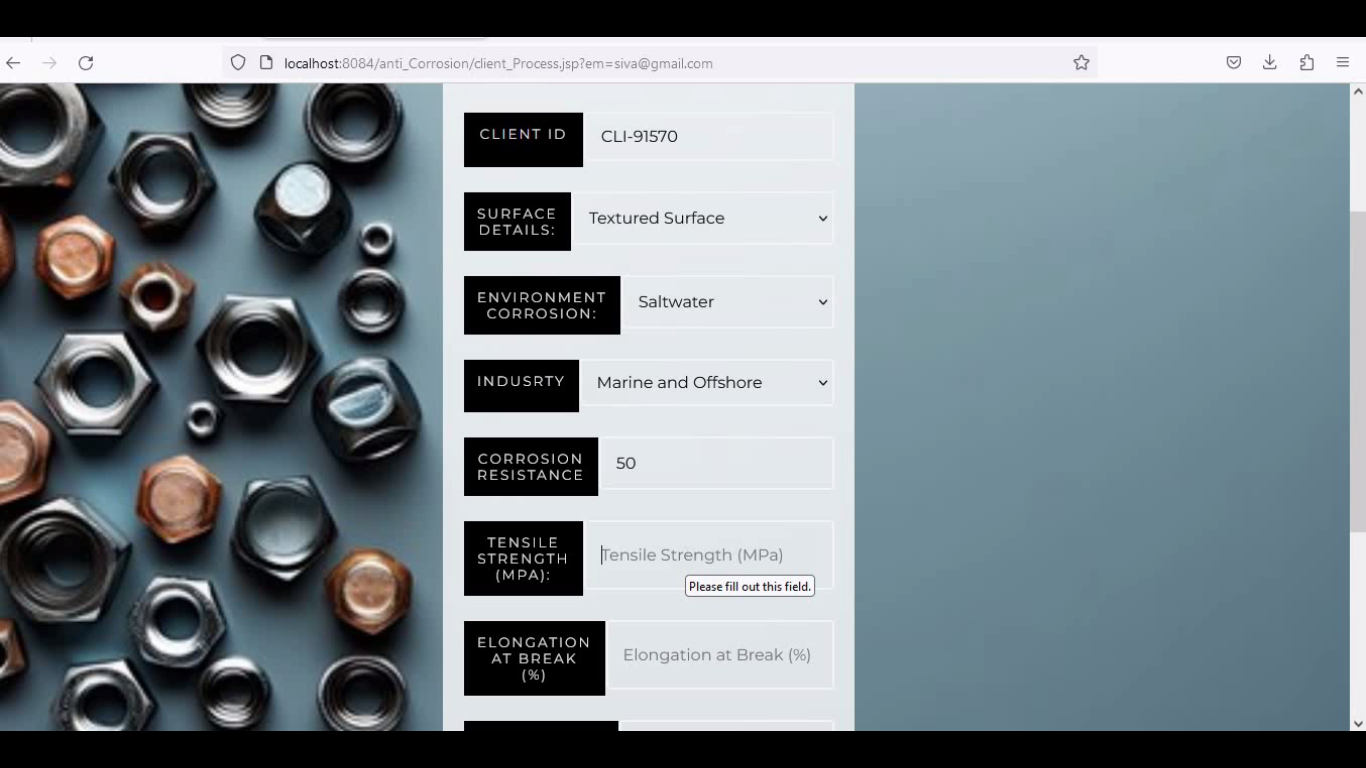 localhost:8084/anti_Corrosion/client_Process.jsp?em=siva@gmail.com
CLIENT ID
CLI-91570
SURFACE
DETAILS:
Textured Surface
ENVIRONMENT
CORROSION:
Saltwater
INDUSRTY
Marine and Offshore
CORROSION
RESISTANCE
50
TENSILE
STRENGTH
(MPA):
Tensile Strength (MPa)
Please fill out this field.
ELONGATION
AT BREAK
(%)
Elongation at Break (%)